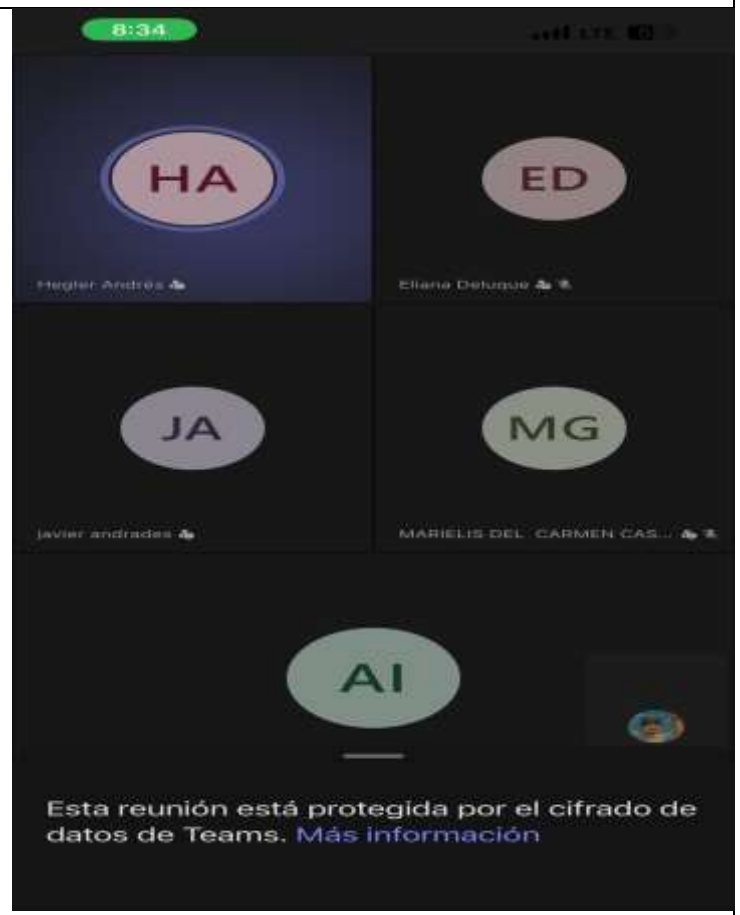 8:34
LTE
HA
ED
Hegler Andrés
Eliana Deluque
JA
MG
javier andrades
MARIELIS DEL CARMEN CAS...
AI
Esta reunión está protegida por el cifrado de
datos de Teams. Más información